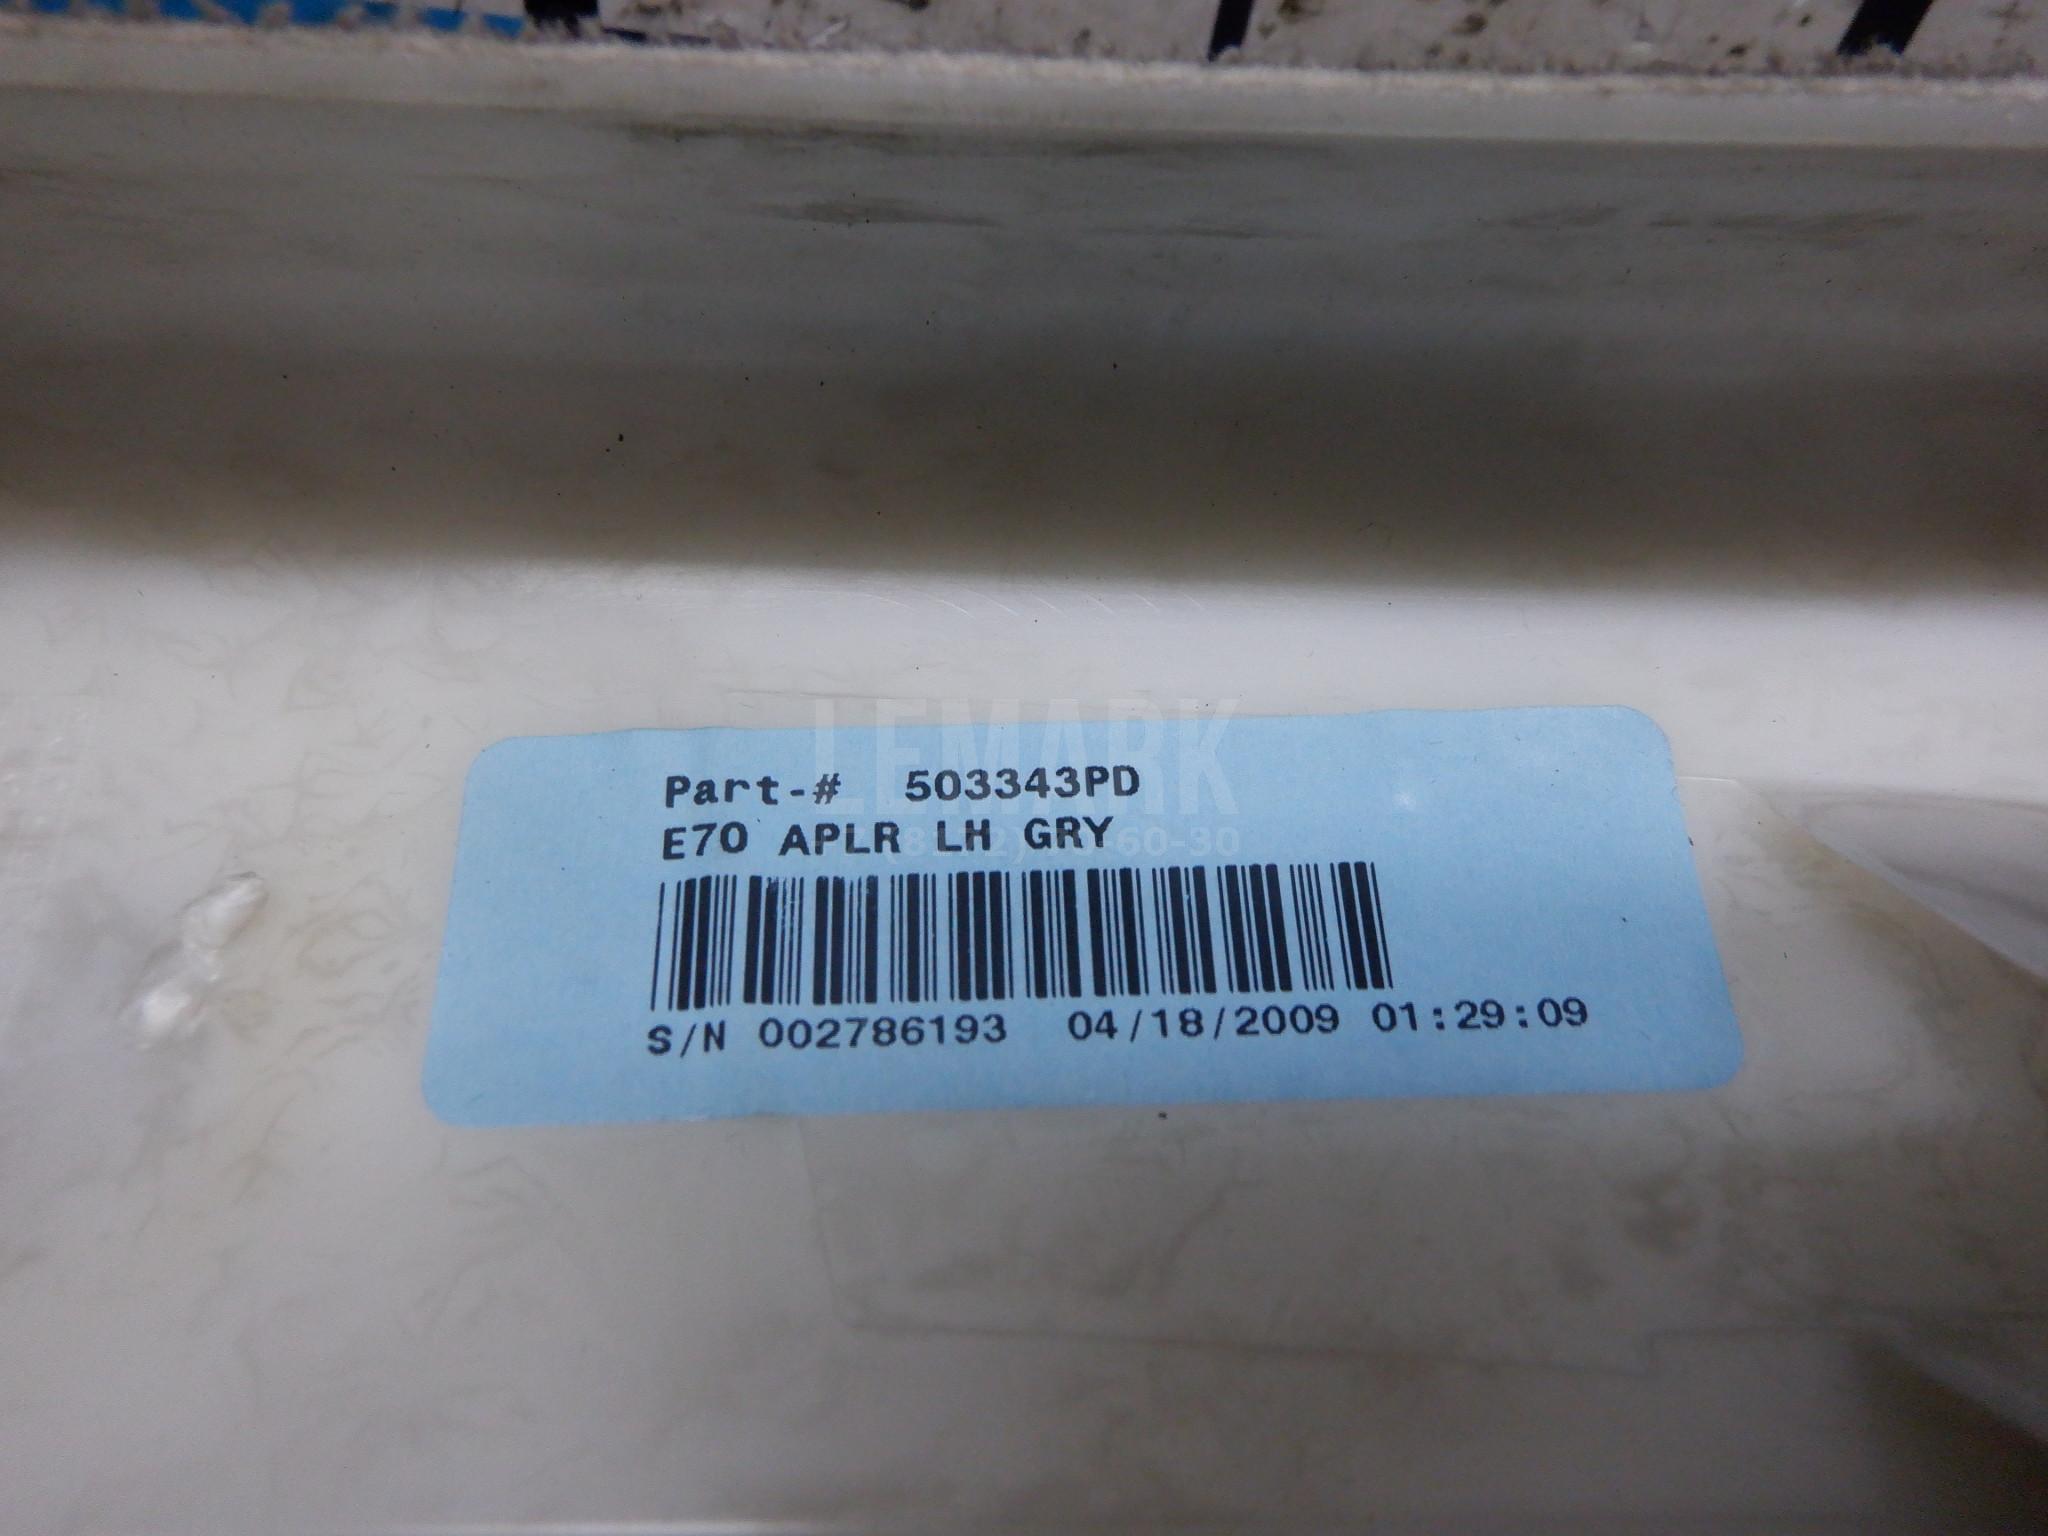 Part-# 503343PD
E70 APLR LH GRY
S/N 002786193 04/18/2009 01:29:09
LEMARK